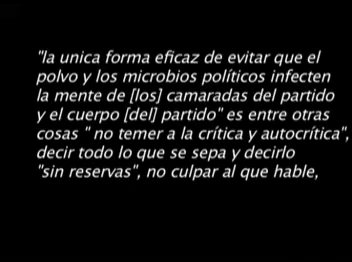 "la unica forma eficaz de evitar que el
polvo y los microbios políticos infecten
la mente de [los] camaradas del partido
y el cuerpo [del] partido" es entre otras
cosas " no temer a la crítica y autocrítica",
decir todo lo que se sepa y decirlo
"sin reservas", no culpar al que hable,